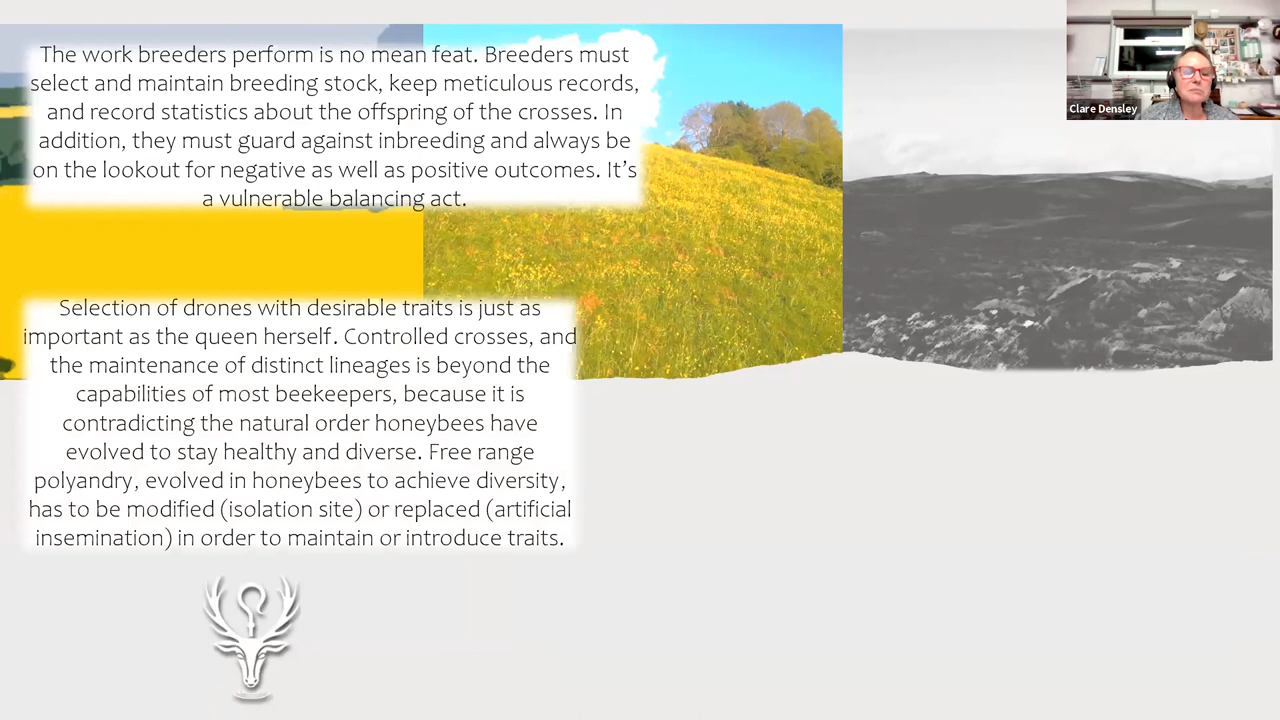 The work breeders perform is no mean feat. Breeders must
select and maintain breeding stock, keep meticulous records,
and record statistics about the offspring of the crosses. In
addition, they must guard against inbreeding and always be
on the lookout for negative as well as positive outcomes. It’s
a vulnerable balancing act.
Selection of drones with desirable traits is just as
important as the queen herself. Controlled crosses, and
the maintenance of distinct lineages is beyond the
capabilities of most beekeepers, because it is
contradicting the natural order honeybees have
evolved to stay healthy and diverse. Free range
polyandry, evolved in honeybees to achieve diversity,
has to be modified (isolation site) or replaced (artificial
insemination) in order to maintain or introduce traits.
Clare Densley